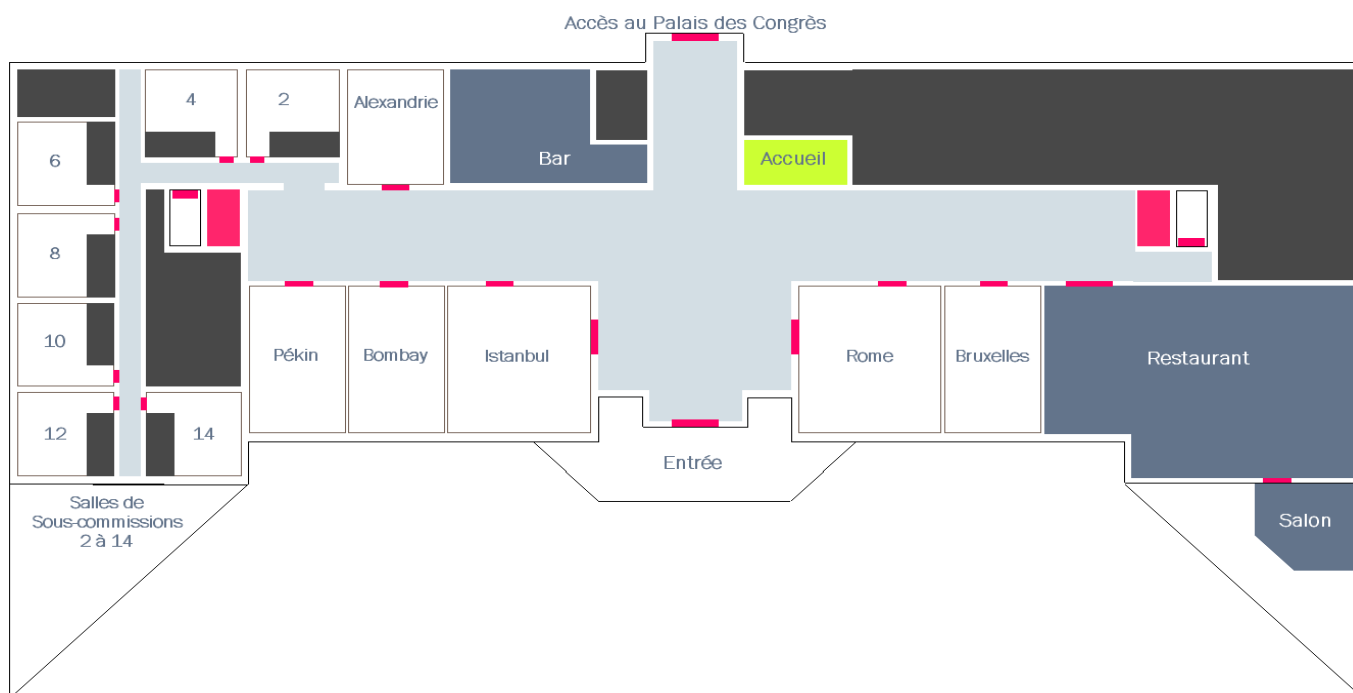 Accès au Palais des Congrès
4
2
Alexandrie
Bar
Accueil
6
8
10
12
14
Pékin
Bombay
Istanbul
Rome
Bruxelles
Restaurant
Entrée
Salles de
Sous-commissions
2 à 14
Salon